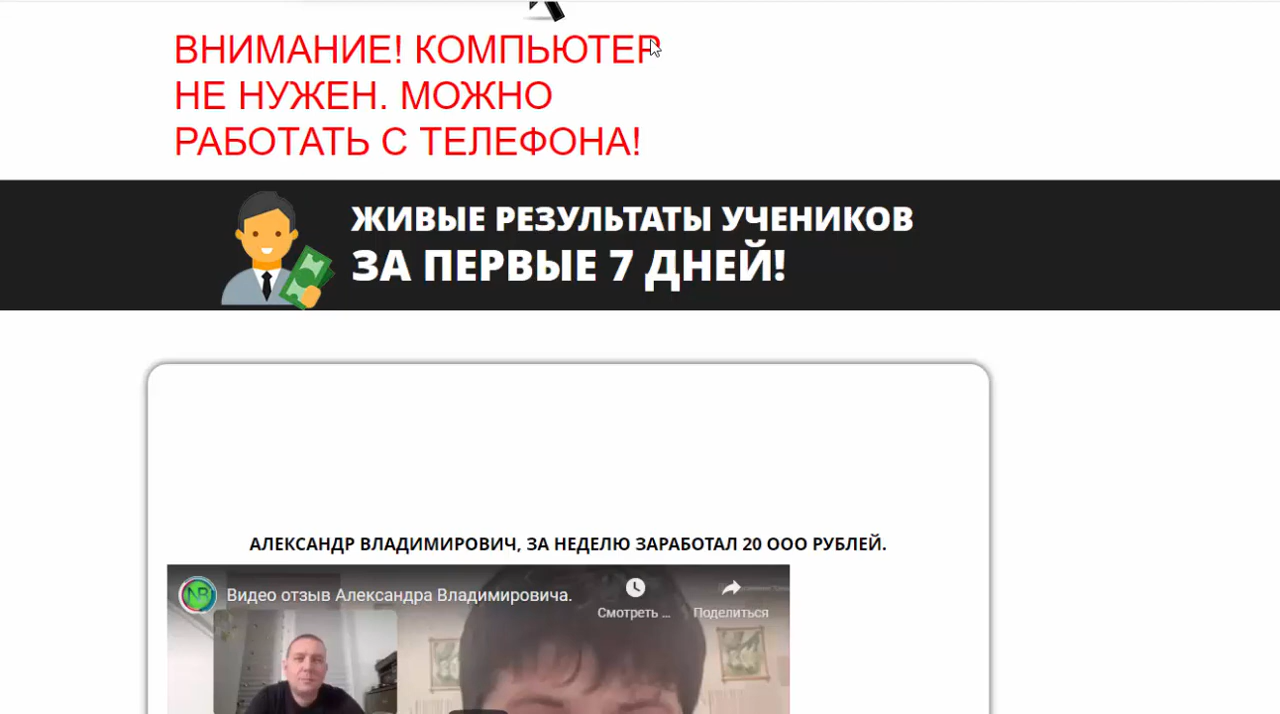 ВНИМАНИЕ! КОМПЬЮТЕР
НЕ НУЖЕН. МОЖНО
РАБОТАТЬ С ТЕЛЕФОНА!
ЖИВЫЕ РЕЗУЛЬТАТЫ УЧЕНИКОВ
ЗА ПЕРВЫЕ 7 ДНЕЙ!
АЛЕКСАНДР ВЛАДИМИРОВИЧ, ЗА НЕДЕЛЮ ЗАРАБОТАЛ 20 ООО РУБЛЕЙ.
NB Видео отзыв Александра Владимировича.
Смотреть ... Поделиться